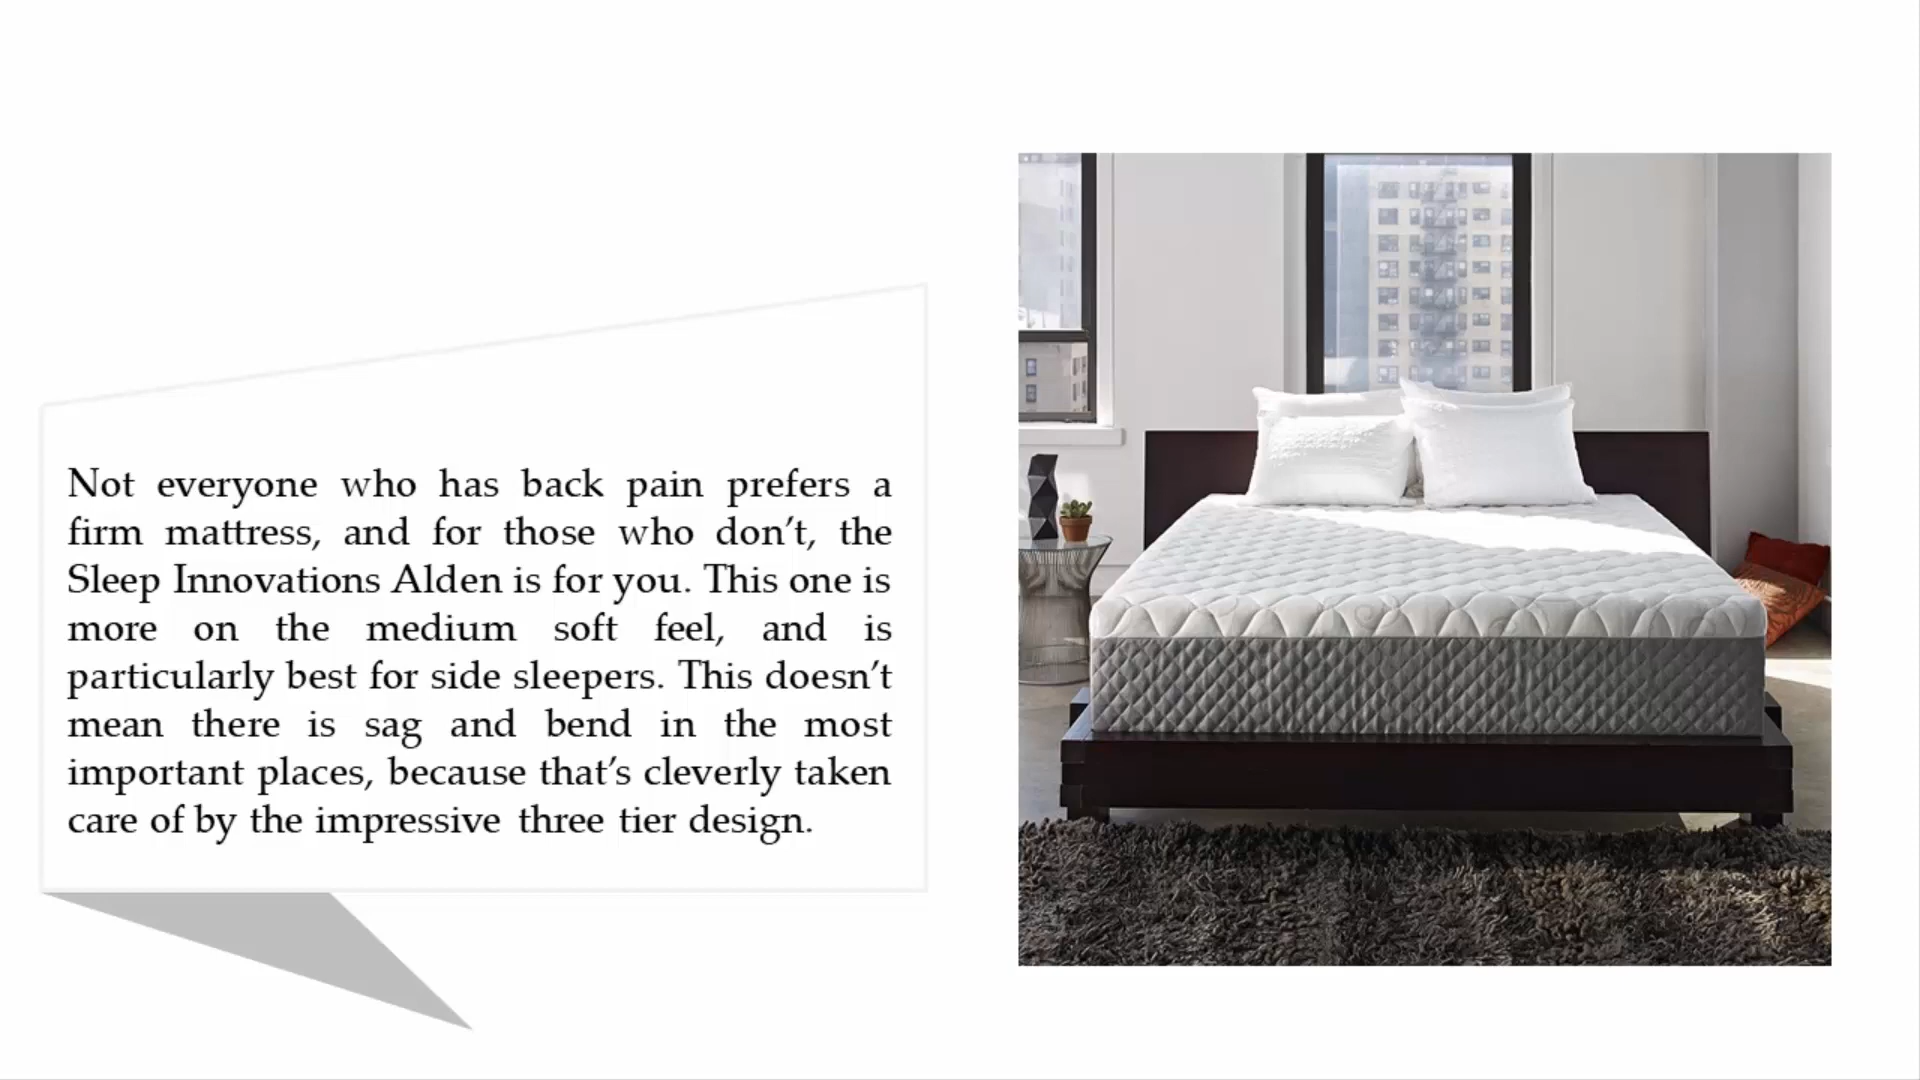 Not everyone who has back pain prefers a
firm mattress, and for those who don’t, the
Sleep Innovations Alden is for you. This one is
more on the medium soft feel, and is
particularly best for side sleepers. This doesn’t
mean there is sag and bend in the most
important places, because that’s cleverly taken
care of by the impressive three tier design.